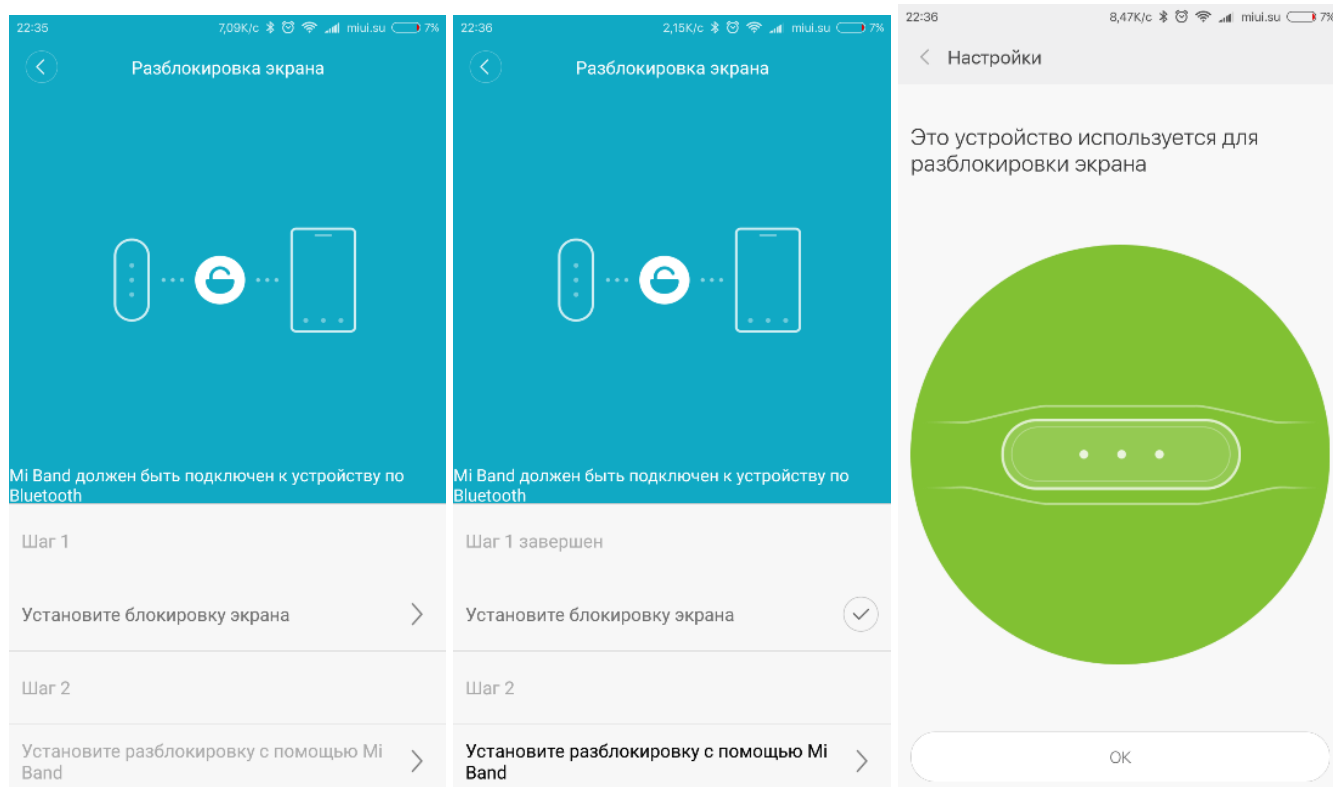 22:35 7,09K/с miui.su 7%
Разблокировка экрана
Mi Band должен быть подключен к устройству по
Bluetooth
Шаг 1
Установите блокировку экрана
Шаг 2
Установите разблокировку с помощью Mi
Band
22:36 2,15K/с miui.su 7%
Разблокировка экрана
Mi Band должен быть подключен к устройству по
Bluetooth
Шаг 1 завершен
Установите блокировку экрана
Шаг 2
Установите разблокировку с помощью Mi
Band
22:36 8,47K/с miui.su 7%
Настройки
Это устройство используется для
разблокировки экрана
OK